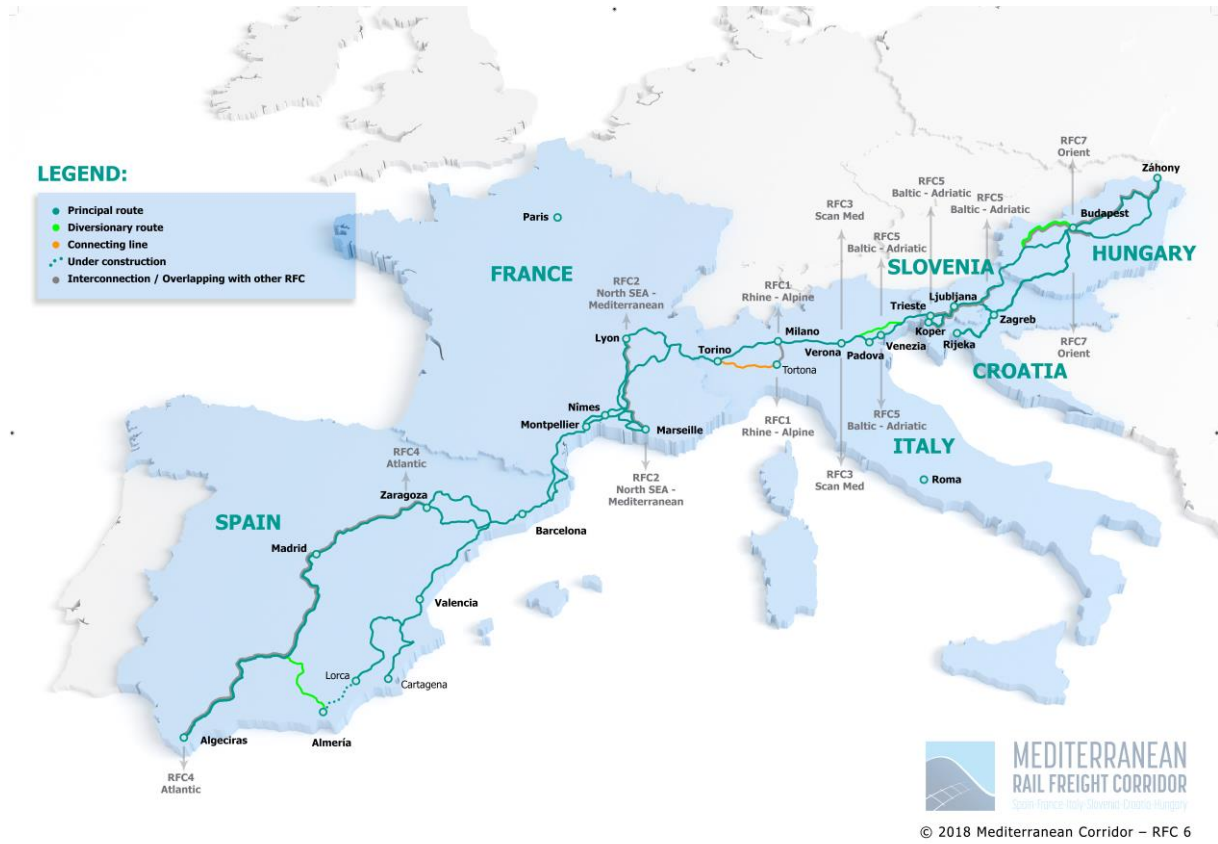 LEGEND:
Principal route
Diversionary route
Connecting line
Under construction
Interconnection / Overlapping with other RFC
RFC7
Orient
Záhony
Paris
RFC3
Scan Med
RFC5
Baltic - Adriatic
RFC5
Baltic - Adriatic
RFC5
Baltic - Adriatic
Budapest
HUNGARY
SLOVENIA
FRANCE
RFC2
North SEA -
Mediterranean
RFC1
Rhine - Alpine
Trieste
Ljubljana
Koper
Zagreb
Rijeka
Lyon
Torino
Milano
Verona
Padova
Venezia
Tortona
RFC7
Orient
CROATIA
Nîmes
Montpellier
Marseille
RFC1
Rhine - Alpine
RFC5
Baltic - Adriatic
ITALY
RFC4
Atlantic
RFC2
North SEA -
Mediterranean
RFC3
Scan Med
Roma
Zaragoza
SPAIN
Barcelona
Madrid
Valencia
Lorca
Cartagena
Algeciras
Almería
RFC4
Atlantic
MEDITERRANEAN
RAIL FREIGHT CORRIDOR
Spain-France-Italy-Slovenia-Croatia-Hungary
© 2018 Mediterranean Corridor – RFC 6